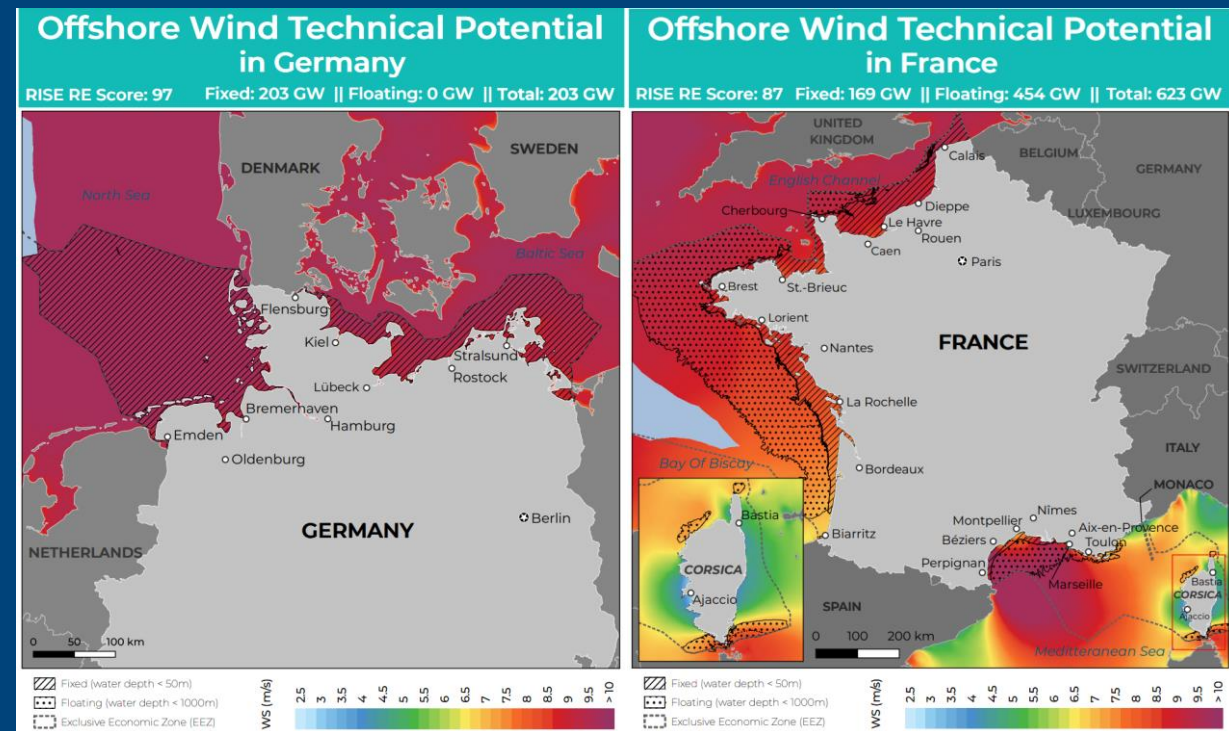 Offshore Wind Technical Potential
in Germany
RISE RE Score: 97 Fixed: 203 GW || Floating: 0 GW || Total: 203 GW
North Sea
DENMARK
SWEDEN
Baltic Sea
Flensburg
Kiel
Stralsund
Rostock
Lübeck
Bremerhaven
Hamburg
Emden
Oldenburg
GERMANY
Berlin
NETHERLANDS
0 50 100 km
Fixed (water depth < 50m)
Floating (water depth < 1000m)
Exclusive Economic Zone (EEZ)
WS (m/s)
2.5 3 3.5 4 4.5 5 5.5 6 6.5 7 7.5 8 8.5 9 9.5 > 10
Offshore Wind Technical Potential
in France
RISE RE Score: 87 Fixed: 169 GW || Floating: 454 GW || Total: 623 GW
UNITED
KINGDOM
BELGIUM
GERMANY
Calais
English Channel
LUXEMBOURG
Cherbourg
Dieppe
Le Havre
Rouen
Caen
Paris
Brest
St.-Brieuc
Lorient
FRANCE
Nantes
SWITZERLAND
La Rochelle
ITALY
Bay Of Biscay
Bordeaux
MONACO
Bastia
CORSICA
Ajaccio
Biarritz
Nîmes
Montpellier
Aix-en-Provence
Béziers
Toulon
Perpignan
Marseille
SPAIN
Bastia
CORSICA
Ajaccio
Meditteranean Sea
0 100 200 km
Fixed (water depth < 50m)
Floating (water depth < 1000m)
Exclusive Economic Zone (EEZ)
WS (m/s)
2.5 3 3.5 4 4.5 5 5.5 6 6.5 7 7.5 8 8.5 9 9.5 > 10